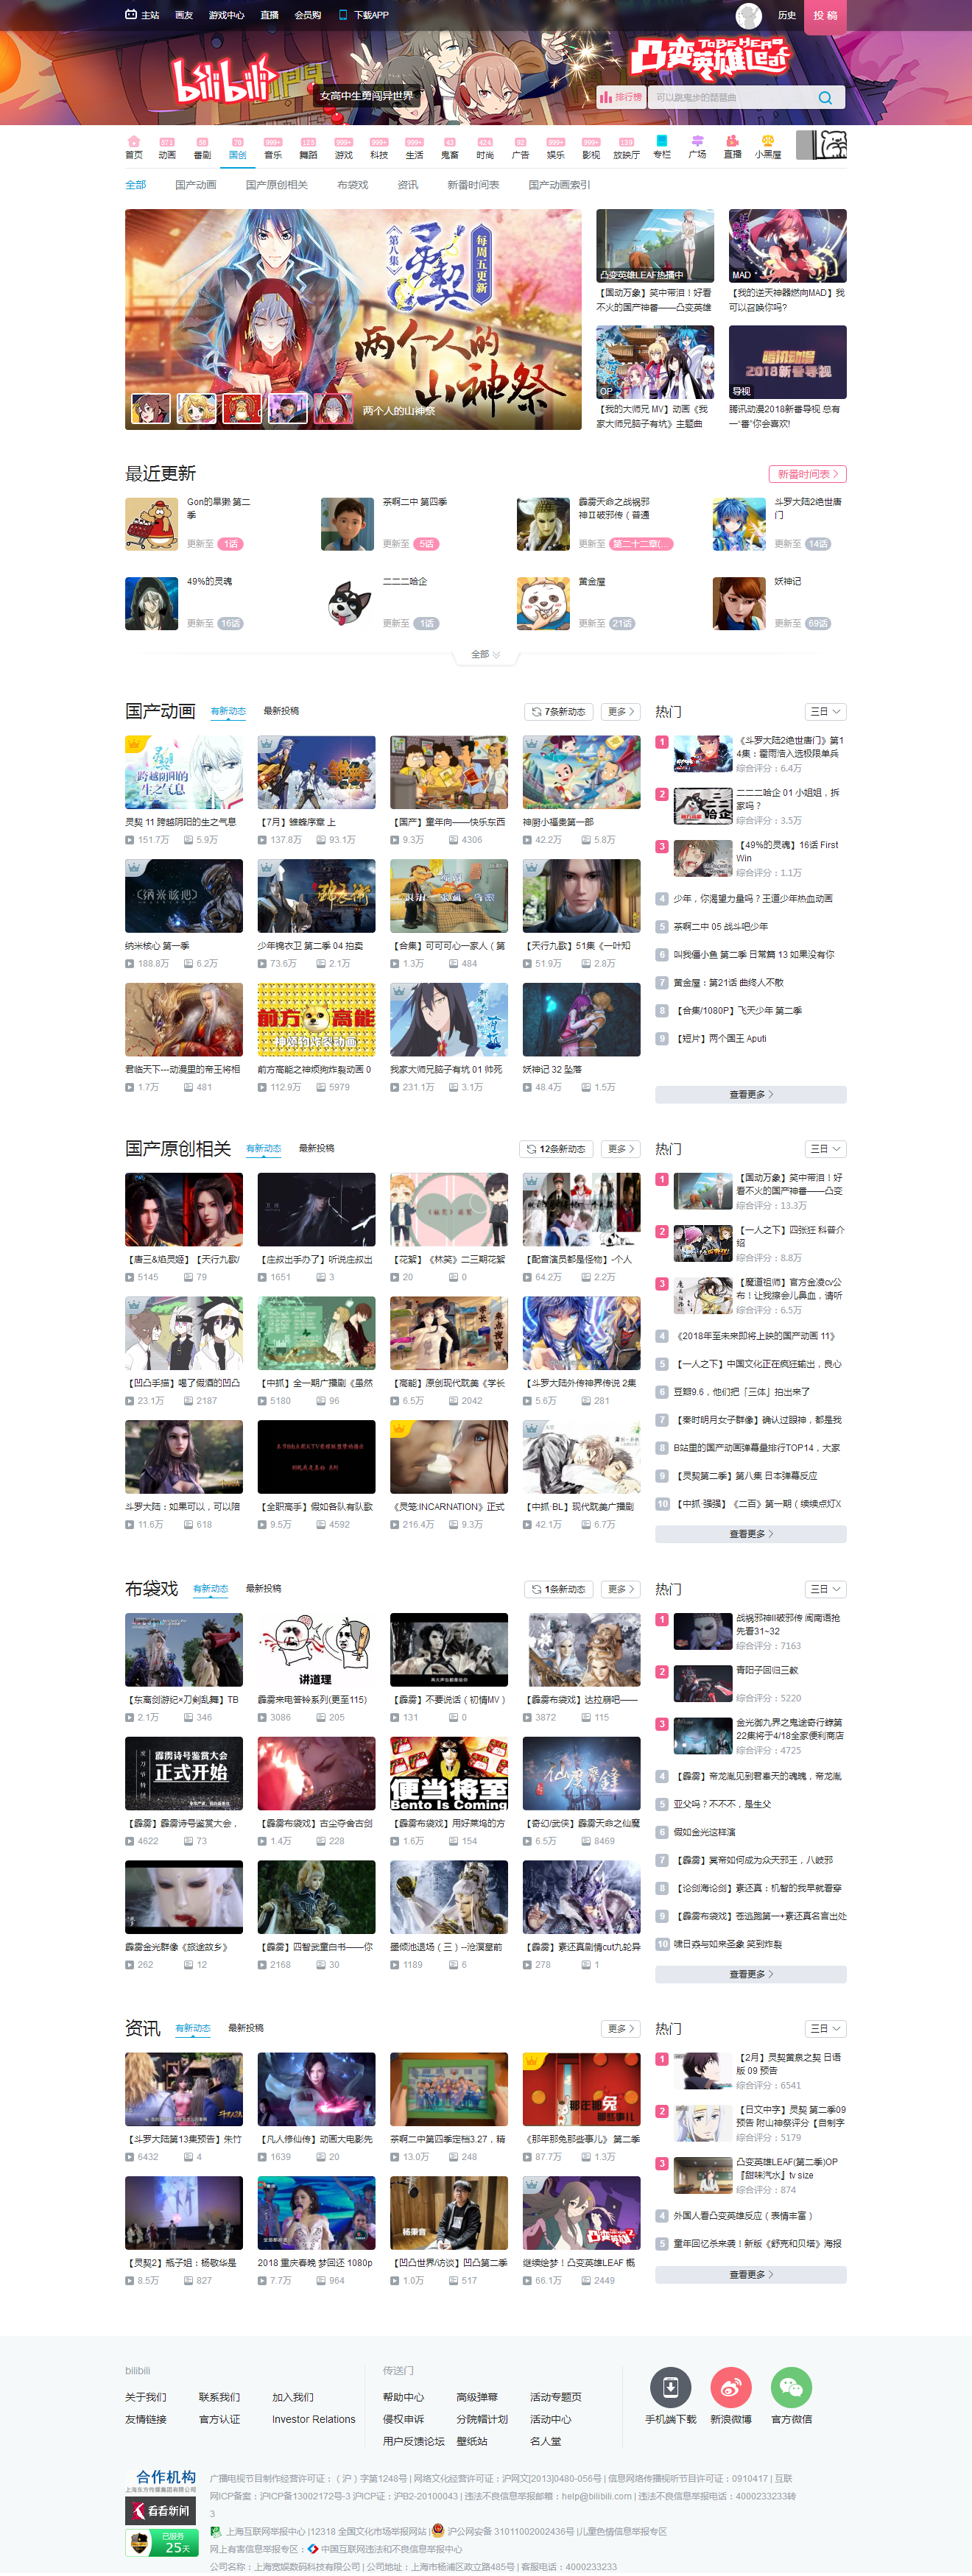 主站 画友 游戏中心 直播 会员购 下载APP 历史 投稿
bilibili
TO BE HERO
凸变英雄Leaf
女高中生勇闯异世界
排行榜
可以跳鬼步的琵琶曲
首页 动画 番剧 国创 音乐 舞蹈 游戏 科技 生活 鬼畜 时尚 广告 娱乐 影视 放映厅 专栏 广场 直播 小黑屋
全部 国产动画 国产原创相关 布袋戏 资讯 新番时间表 国产动画索引
第八集 灵契 每周五更新
两个人的山神祭
两个人的山神祭
凸变英雄LEAF热播中
【国动万象】笑中带泪！好看不火的国产神番——凸变英雄
MAD
【我的逆天神器燃向MAD】我可以召唤你吗?
OP
【我的大师兄 MV】动画《我家大师兄脑子有坑》主题曲
腾讯动漫
2018新番导视
导视
腾讯动漫2018新番导视 总有一“番”你会喜欢!
最近更新
新番时间表
Gon的旱獭 第二季
更新至 1话
茶啊二中 第四季
更新至 5话
霹雳天命之战祸邪神Ⅱ破邪传（普通
更新至 第二十二章(...
斗罗大陆2绝世唐门
更新至 14话
49%的灵魂
更新至 16话
二二二哈企
更新至 1话
黄金屋
更新至 21话
妖神记
更新至 69话
全部
国产动画 有新动态 最新投稿 7条新动态 更多
灵契 11 跨越阴阳的生之气息
151.7万 5.9万
【7月】雏蜂序章 上
137.8万 93.1万
【国产】童年向——快乐东西
9.3万 4306
神厨小福贵第一部
42.2万 5.8万
纳米核心 第一季
188.8万 6.2万
少年锦衣卫 第二季 04 拍卖
73.6万 2.1万
【合集】可可可心一家人（第
1.3万 484
【天行九歌】51集《一叶知
51.9万 2.8万
前方高能
君临天下---动漫里的帝王将相
1.7万 481
前方高能之神烦狗炸裂动画 0
112.9万 5979
我家大师兄脑子有坑 01 帅死
231.1万 3.1万
妖神记 32 坠落
48.4万 1.5万
热门 三日
1 《斗罗大陆2绝世唐门》第14集：霍雨浩入选极限单兵
综合评分：6.4万
2 二二二哈企 01 小姐姐，拆家吗？
综合评分：3.5万
3 【49%的灵魂】16话 First Win
综合评分：1.1万
4 少年，你渴望力量吗？王道少年热血动画
5 茶啊二中 05 战斗吧少年
6 叫我僵小鱼 第二季 日常篇 13 如果没有你
7 黄金屋：第21话 曲终人不散
8 【合集/1080P】飞天少年 第二季
9 【短片】两个国王 Aputi
查看更多
国产原创相关 有新动态 最新投稿 12条新动态 更多
【唐三&焰灵姬】【天行九歌/
5145 79
【庄叔出手办了】听说庄叔出
1651 3
【花絮】《林笑》二三期花絮
20 0
【配音演员都是怪物】-个人
64.2万 2.2万
【凹凸手描】喝了假酒的凹凸
23.1万 2187
【中抓】全一期广播剧《虽然
5180 96
【高能】原创现代耽美《学长
6.5万 2042
【斗罗大陆外传神界传说 2集
5.6万 281
斗罗大陆：如果可以，可以陪
11.6万 618
【全职高手】假如各队有队歌
9.5万 4592
《灵笼:INCARNATION》正式
216.4万 9.3万
【中抓·BL】现代耽美广播剧
42.1万 6.7万
热门 三日
1 【国动万象】笑中带泪！好看不火的国产神番——凸变
综合评分：13.3万
2 【一人之下】四张狂 科普介绍
综合评分：8.8万
3 【魔道祖师】官方金凌cv公布！让我擦会儿鼻血，请听
综合评分：6.5万
4 《2018年至未来即将上映的国产动画 11》
5 【一人之下】中国文化正在疯狂输出，良心
6 豆瓣9.6，他们把「三体」拍出来了
7 【秦时明月女子群像】确认过眼神，都是我
8 B站里的国产动画弹幕量排行TOP14，大家
9 【灵契第二季】第八集 日本弹幕反应
10 【中抓·强强】《二百》第一期（续续点灯X
查看更多
布袋戏 有新动态 最新投稿 1条新动态 更多
讲道理
【东离剑游纪×刀剑乱舞】TB
2.1万 346
霹雳来电答铃系列(更至115)
3086 205
【霹雳】不要说话（初情MV）
131 0
【霹雳布袋戏】达拉崩吧——
3872 115
霹雳诗号鉴赏大会
正式开始
便当将至
Bento Is Coming
【霹雳】霹雳诗号鉴赏大会，
4622 73
【霹雳布袋戏】古尘夺舍古剑
1.4万 228
【霹雳布袋戏】用好莱坞的方
1.6万 154
【奇幻/武侠】霹雳天命之仙魔
6.5万 8469
霹雳金光群像《旅途故乡》
262 12
【霹雳】四智武童白书——你
2168 30
墨倾池退场（三）--沧溟墓前
1189 6
【霹雳】素还真剧情cut九轮异
278 1
热门 三日
1 战祸邪神II破邪传 闽南语抢先看31~32
综合评分：7163
2 青阳子回归三教
综合评分：5220
3 金光御九界之鬼途奇行錄第22集将于4/18全家便利商店
综合评分：4725
4 【霹雳】帝龙胤见到君奉天的魂魄，帝龙胤
5 亚父吗？不不不，是生父
6 假如金光这样演
7 【霹雳】冥帝如何成为众天邪王，八歧邪
8 【论剑海论剑】素还真：机智的我早就看穿
9 【霹雳布袋戏】苍逃跑第一+素还真名言出处
10 啸日猋与如来圣象 笑到炸裂
查看更多
资讯 有新动态 最新投稿 更多
【斗罗大陆第13集预告】朱竹
6432 4
【凡人修仙传】动画大电影先
1639 20
茶啊二中第四季定档3.27，精
13.0万 248
《那年那兔那些事儿》 第二季
87.7万 1.3万
杨秉音
【灵契2】瓶子姐：杨敬华是
8.5万 827
2018 重庆春晚 梦回还 1080p
7.7万 964
【凹凸世界/访谈】凹凸第二季
1.0万 517
继续绘梦！凸变英雄LEAF 概
66.1万 2449
热门 三日
1 【2月】灵契黄泉之契 日语版 09 预告
综合评分：6541
2 【日文中字】灵契 第二季09预告 附山神祭评分【自制字
综合评分：5179
3 凸变英雄LEAF(第二季)OP『甜味汽水』tv size
综合评分：874
4 外国人看凸变英雄反应（表情丰富）
5 童年回忆杀来袭！新版《舒克和贝塔》海报
查看更多
bilibili
关于我们 联系我们 加入我们
友情链接 官方认证 Investor Relations
传送门
帮助中心 高级弹幕 活动专题页
侵权申诉 分院帽计划 活动中心
用户反馈论坛 壁纸站 名人堂
手机端下载 新浪微博 官方微信
合作机构
上海东方传媒集团有限公司
看看新闻
已服务
25天
广播电视节目制作经营许可证：（沪）字第1248号 | 网络文化经营许可证：沪网文[2013]0480-056号 | 信息网络传播视听节目许可证：0910417 | 互联
网ICP备案：沪ICP备13002172号-3 沪ICP证：沪B2-20100043 | 违法不良信息举报邮箱：help@bilibili.com | 违法不良信息举报电话：4000233233转
3
上海互联网举报中心 |12318 全国文化市场举报网站 | 沪公网安备 31011002002436号 |儿童色情信息举报专区
网上有害信息举报专区： 中国互联网违法和不良信息举报中心
公司名称：上海宽娱数码科技有限公司 | 公司地址：上海市杨浦区政立路485号 | 客服电话：4000233233